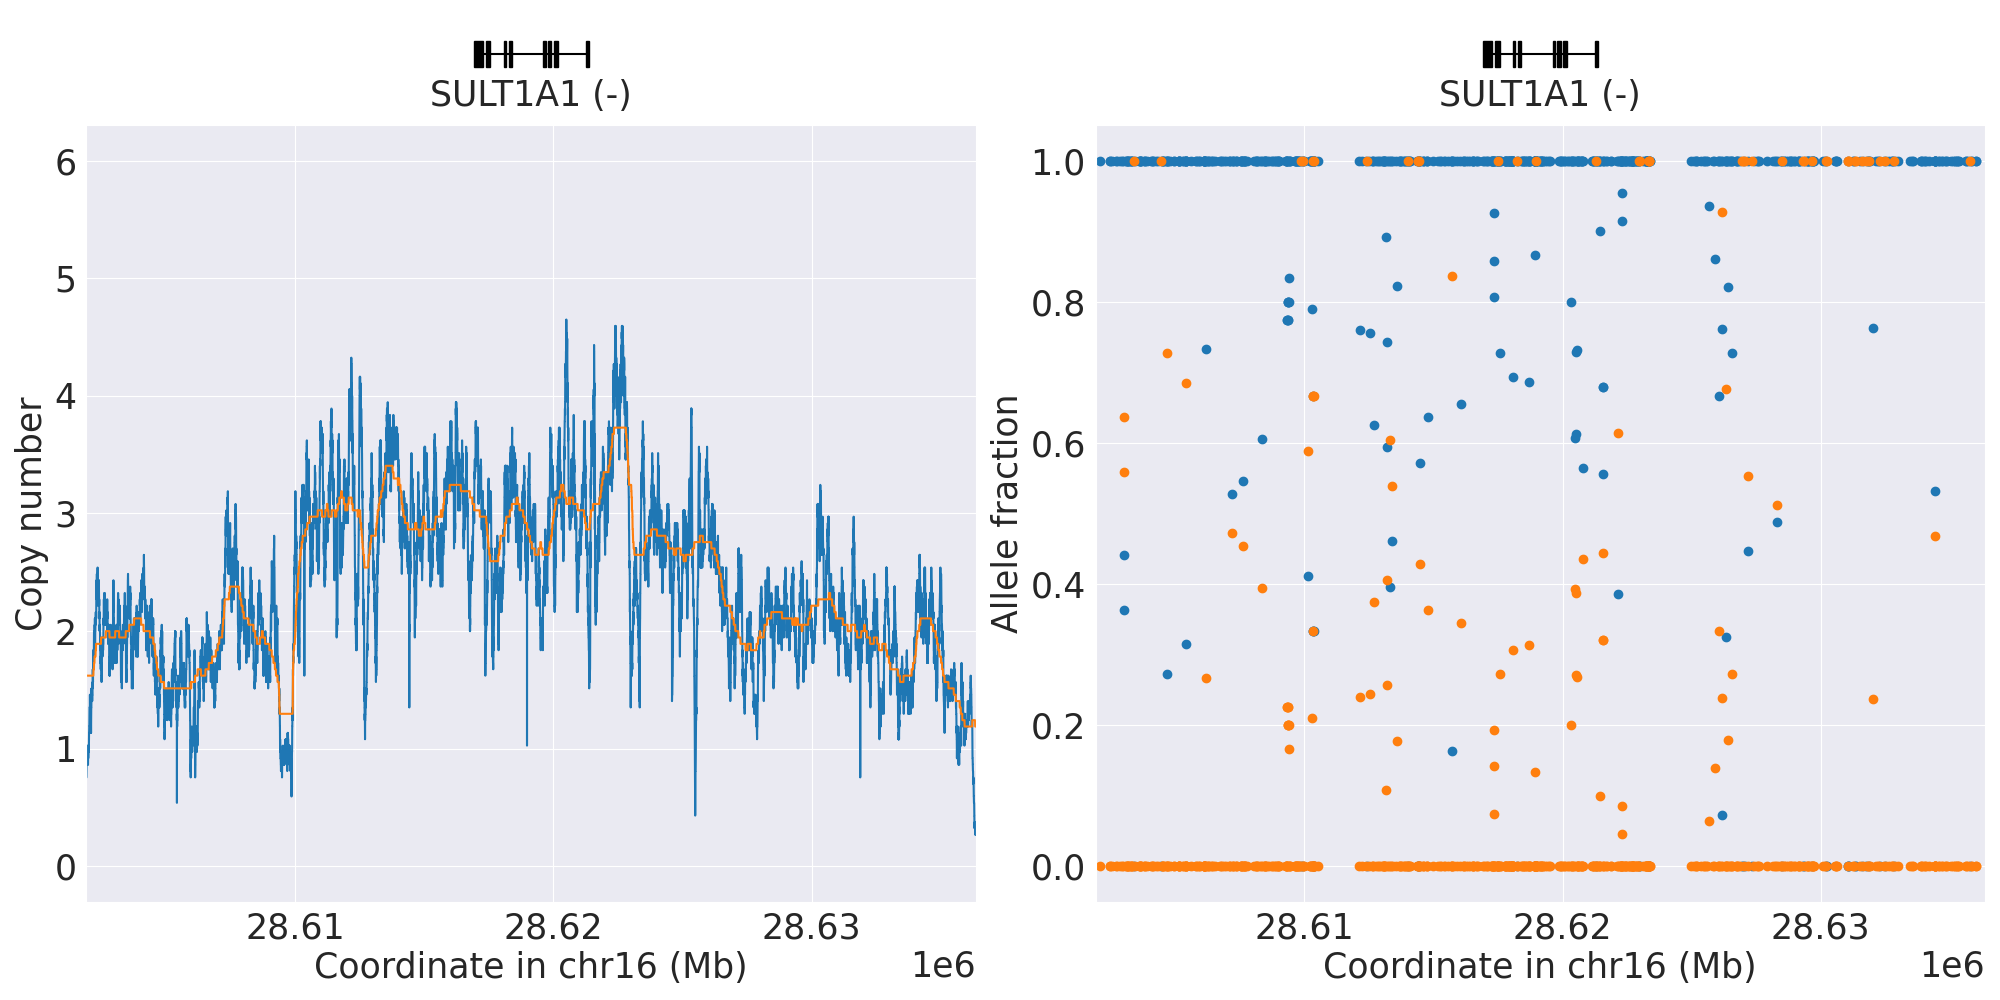 SULT1A1 (-)
Copy number
6
5
4
3
2
1
0
28.61
28.62
28.63
Coordinate in chr16 (Mb)
1e6
SULT1A1 (-)
Allele fraction
1.0
0.8
0.6
0.4
0.2
0.0
28.61
28.62
28.63
Coordinate in chr16 (Mb)
1e6